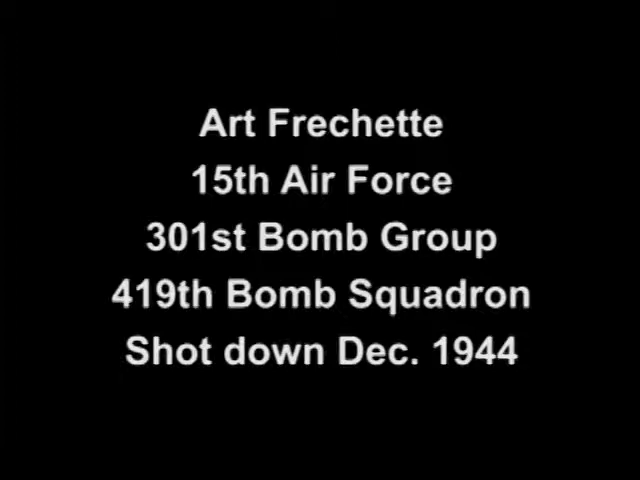 Art Frechette
15th Air Force
301st Bomb Group
419th Bomb Squadron
Shot down Dec. 1944